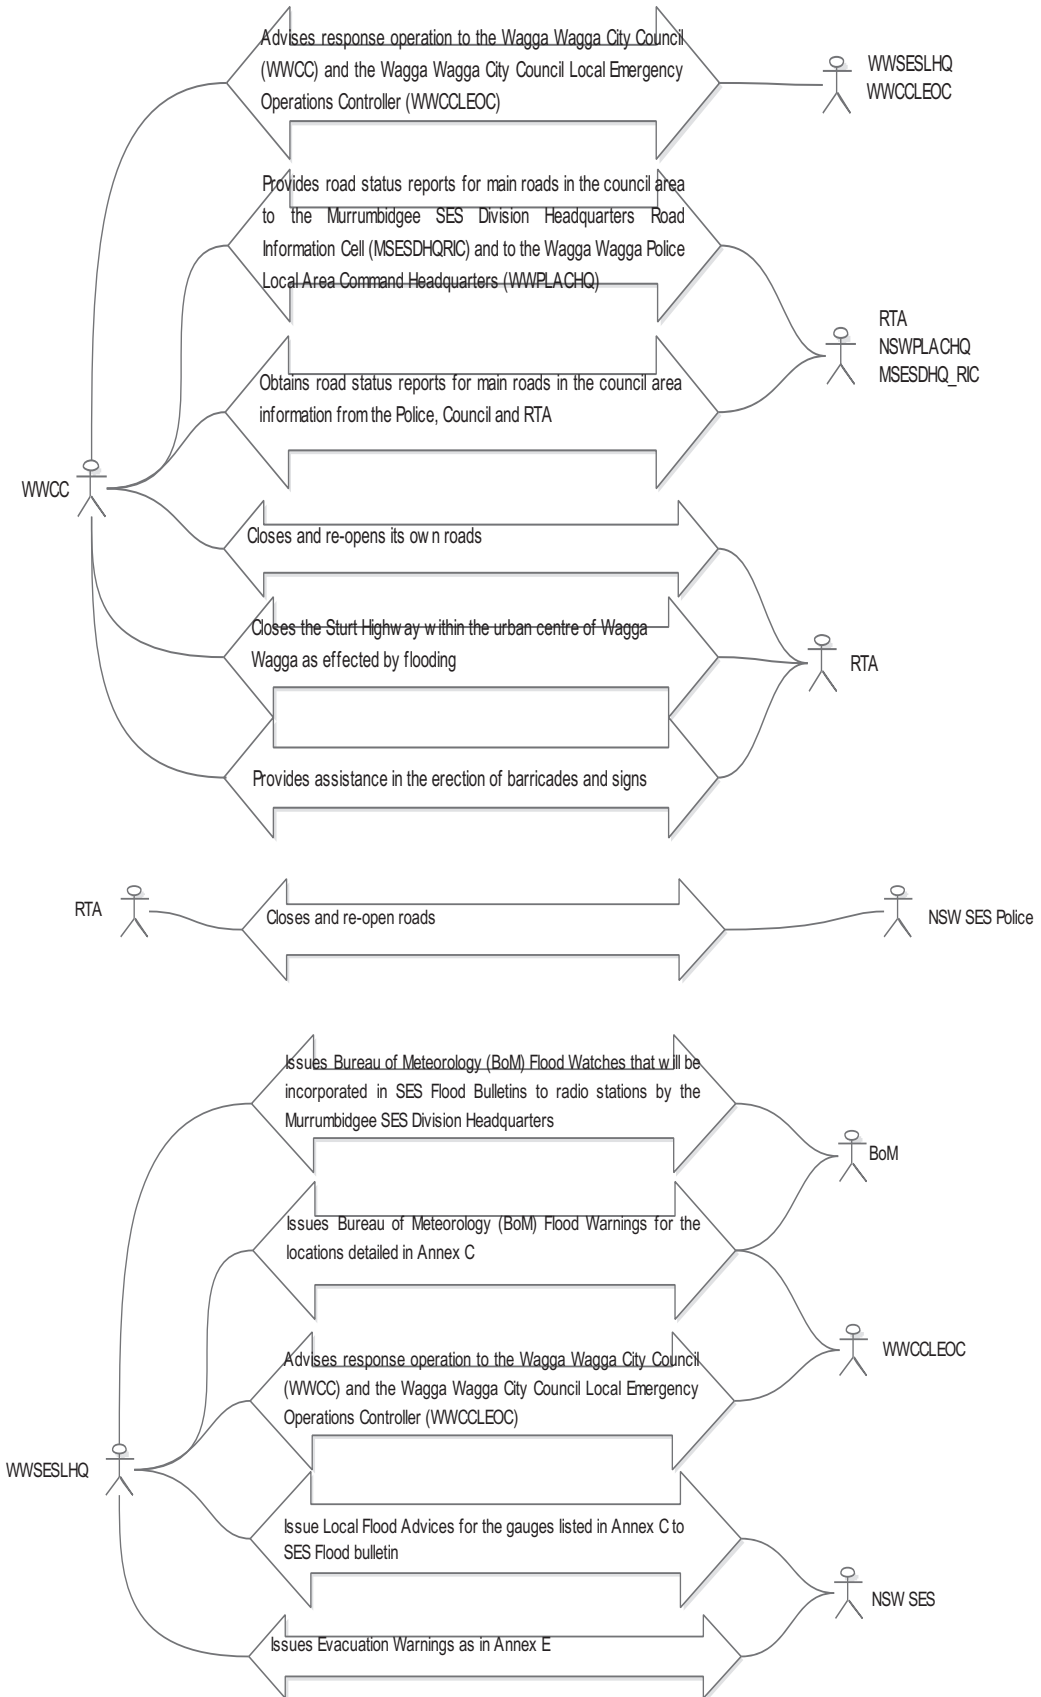 Advises response operation to the Wagga Wagga City Council
(WWCC) and the Wagga Wagga City Council Local Emergency
Operations Controller (WWCCLEOC)
WWSESLHQ
WWCCLEOC
Provides road status reports for main roads in the council area
to the Murrumbidgee SES Division Headquarters Road
Information Cell (MSESDHQRIC) and to the Wagga Wagga Police
Local Area Command Headquarters (WWPLACHQ)
RTA
NSWPLACHQ
MSESDHQ_RIC
Obtains road status reports for main roads in the council area
information from the Police, Council and RTA
WWCC
Closes and re-opens its own roads
Closes the Sturt Highway within the urban centre of Wagga
Wagga as effected by flooding
RTA
Provides assistance in the erection of barricades and signs
RTA
Closes and re-open roads
NSW SES Police
Issues Bureau of Meteorology (BoM) Flood Watches that will be
incorporated in SES Flood Bulletins to radio stations by the
Murrumbidgee SES Division Headquarters
BoM
Issues Bureau of Meteorology (BoM) Flood Warnings for the
locations detailed in Annex C
WWCCLEOC
Advises response operation to the Wagga Wagga City Council
(WWCC) and the Wagga Wagga City Council Local Emergency
Operations Controller (WWCCLEOC)
WWSESLHQ
Issue Local Flood Advices for the gauges listed in Annex C to
SES Flood bulletin
NSW SES
Issues Evacuation Warnings as in Annex E